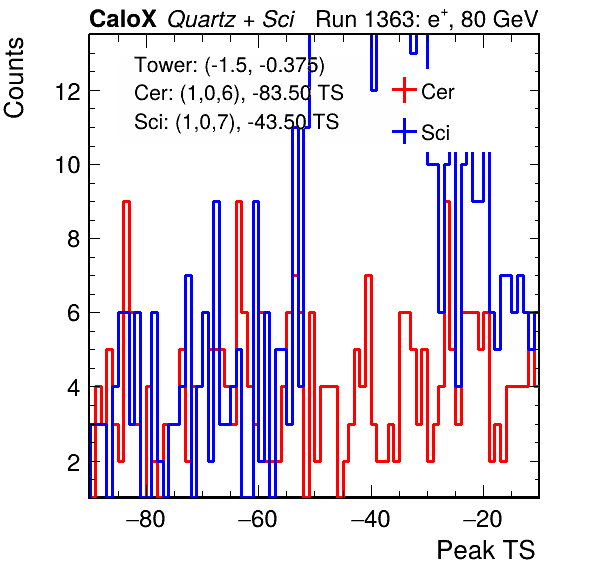 CaloX Quartz + Sci Run 1363: e⁺, 80 GeV
Counts
Tower: (-1.5, -0.375)
Cer: (1,0,6), -83.50 TS
Sci: (1,0,7), -43.50 TS
Cer
Sci
12
10
8
6
4
2
−80 −60 −40 −20
Peak TS